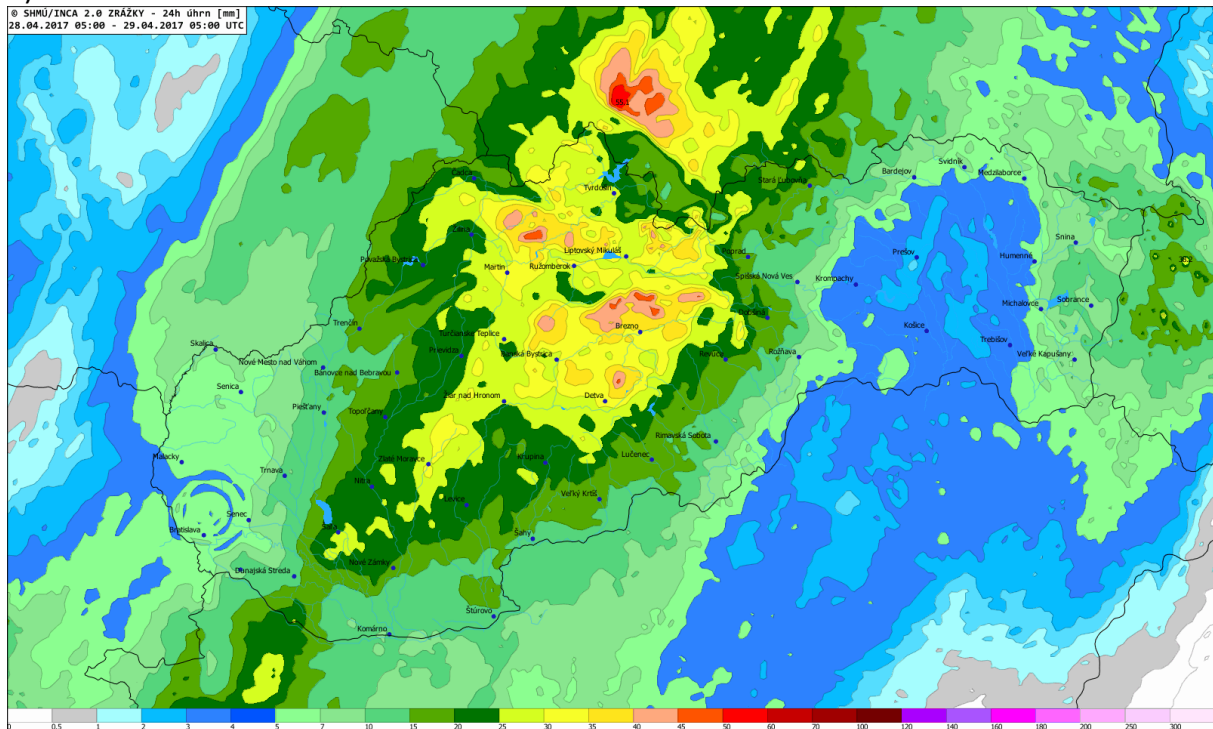 © SHMÚ/INCA 2.0 ZRÁŽKY - 24h úhrn [mm]
28.04.2017 05:00 - 29.04.2017 05:00 UTC
55.1
Čadca
Tvrdošín
Stará Ľubovňa
Bardejov
Svidník
Medzilaborce
Žilina
Považská Bystrica
Martin
Ružomberok
Liptovský Mikuláš
Poprad
Spišská Nová Ves
Krompachy
Prešov
Humenné
Snina
Michalovce
Sobrance
Trenčín
Turčianske Teplice
Brezno
Dobšiná
Košice
Trebišov
Veľké Kapušany
Skalica
Nové Mesto nad Váhom
Prievidza
Banská Bystrica
Revúca
Rožňava
Bánovce nad Bebravou
Senica
Piešťany
Topoľčany
Žiar nad Hronom
Detva
Rimavská Sobota
Malacky
Trnava
Zlaté Moravce
Krupina
Lučenec
Nitra
Levice
Veľký Krtíš
Senec
Bratislava
Šaľa
Šahy
Dunajská Streda
Nové Zámky
Štúrovo
Komárno
0 0.5 1 2 3 4 5 7 10 15 20 25 30 35 40 45 50 60 70 100 120 140 160 180 200 250 300